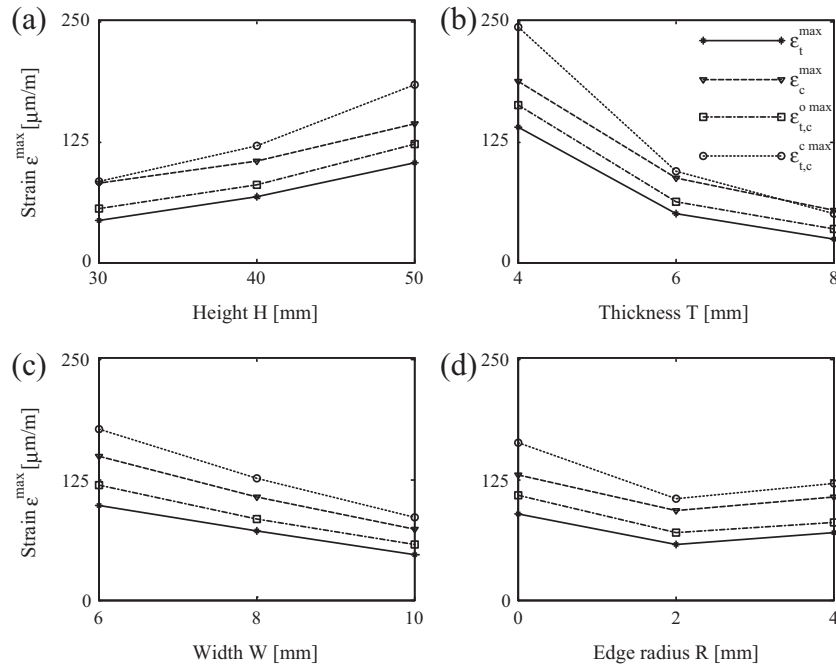 (a)
250
125
0
30
40
50
Strain ε^max [μm/m]
Height H [mm]
(b)
250
125
0
4
6
8
Thickness T [mm]
ε_t^max
ε_c^max
ε_t,c^o max
ε_t,c^c max
(c)
250
125
0
6
8
10
Strain ε^max [μm/m]
Width W [mm]
(d)
250
125
0
0
2
4
Edge radius R [mm]